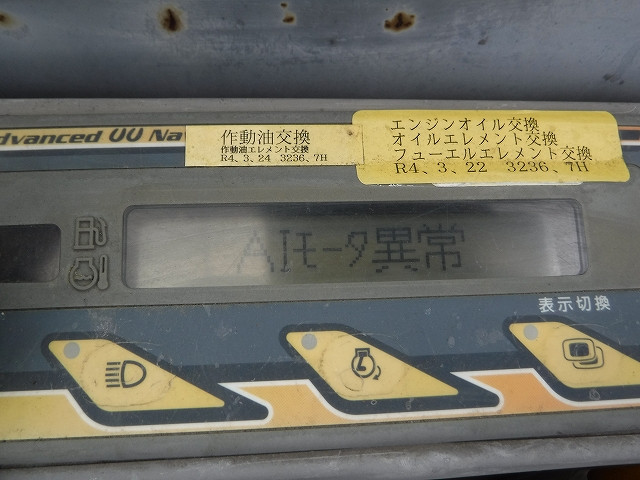 dvanced VV Na
作動油交換
作動油エレメント交換
R4、3、24 3236、7H
エンジンオイル交換
オイルエレメント交換
フューエルエレメント交換
R4、3、22 3236、7H
AIモータ異常
表示切換